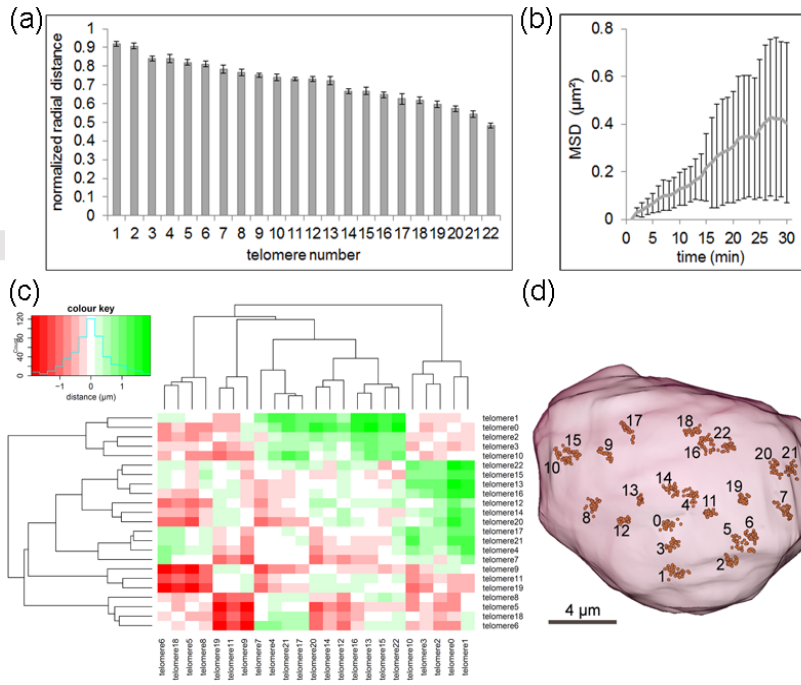 (a)
1
0.9
0.8
0.7
0.6
0.5
0.4
0.3
0.2
0.1
0
normalized radial distance
1 2 3 4 5 6 7 8 9 10 11 12 13 14 15 16 17 18 19 20 21 22
telomere number
(b)
0.8
0.6
0.4
0.2
0
MSD (µm²)
0 5 10 15 20 25 30
time (min)
(c)
colour key
0 40 80 120
Count
−1 0 1
distance (µm)
telomere1
telomere0
telomere2
telomere3
telomere10
telomere22
telomere15
telomere13
telomere16
telomere12
telomere14
telomere20
telomere17
telomere21
telomere4
telomere7
telomere9
telomere11
telomere19
telomere8
telomere5
telomere18
telomere6
telomere6
telomere18
telomere5
telomere8
telomere19
telomere11
telomere9
telomere7
telomere4
telomere21
telomere17
telomere20
telomere14
telomere12
telomere16
telomere13
telomere15
telomere22
telomere10
telomere3
telomere2
telomere0
telomere1
(d)
17
18
15
9
16
22
10
20
21
14
13
4
19
8
11
7
12
0
5
6
3
1
2
4 µm